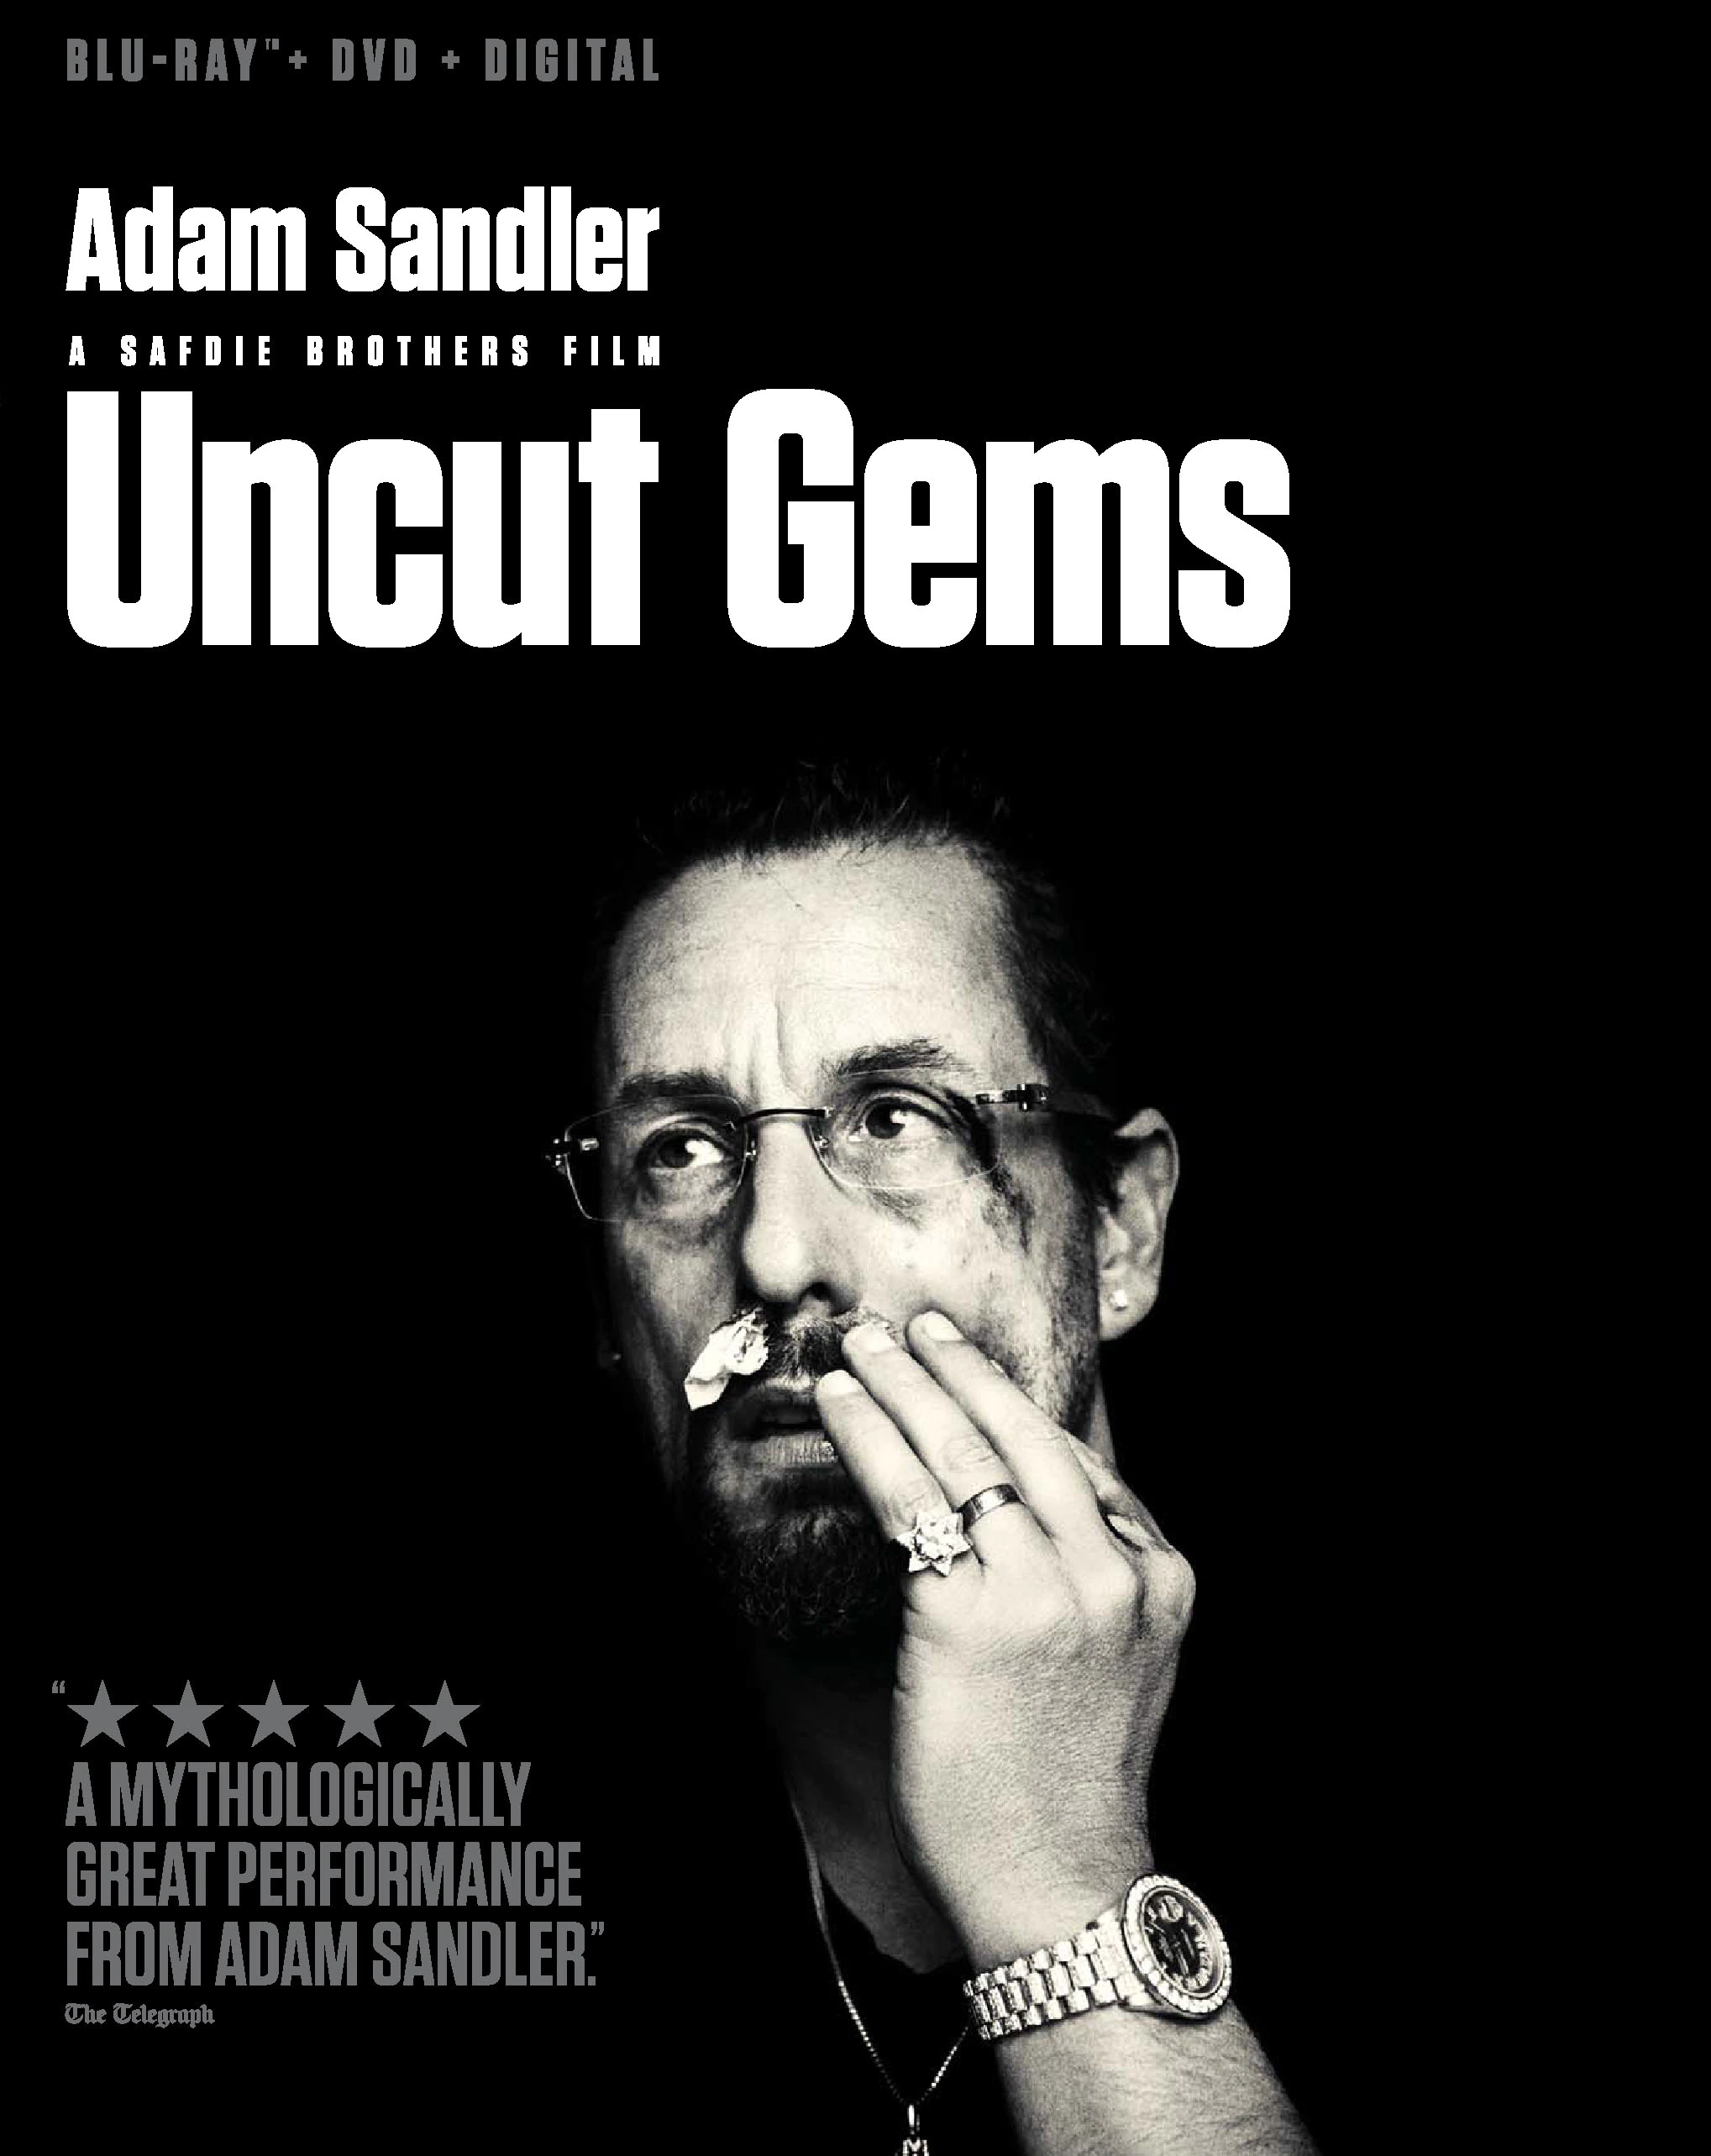 BLU-RAY™ + DVD + DIGITAL
Adam Sandler
A SAFDIE BROTHERS FILM
Uncut Gems
“★★★★★
A MYTHOLOGICALLY
GREAT PERFORMANCE
FROM ADAM SANDLER.”
The Telegraph